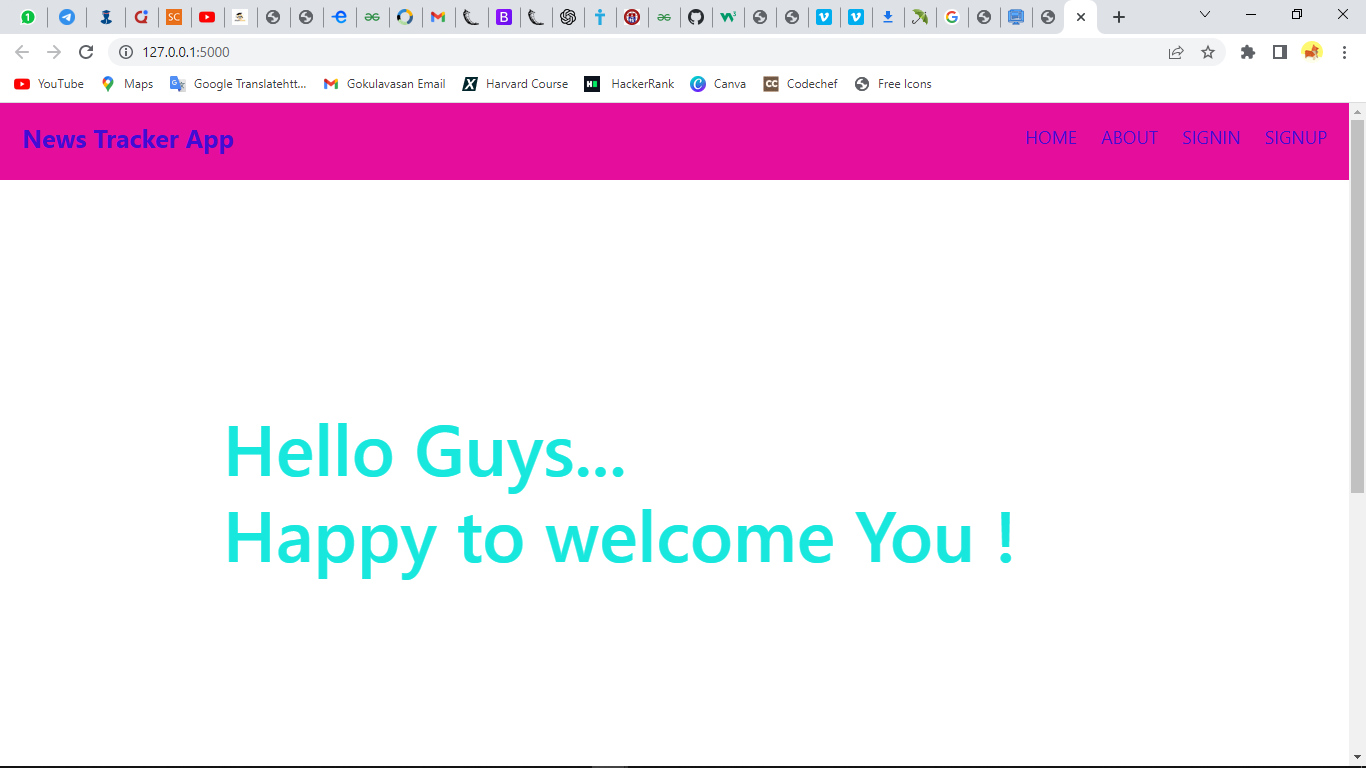 SC
127.0.0.1:5000
YouTube Maps Google Translatehtt... Gokulavasan Email Harvard Course HackerRank Canva Codechef Free Icons
News Tracker App HOME ABOUT SIGNIN SIGNUP
Hello Guys...
Happy to welcome You !